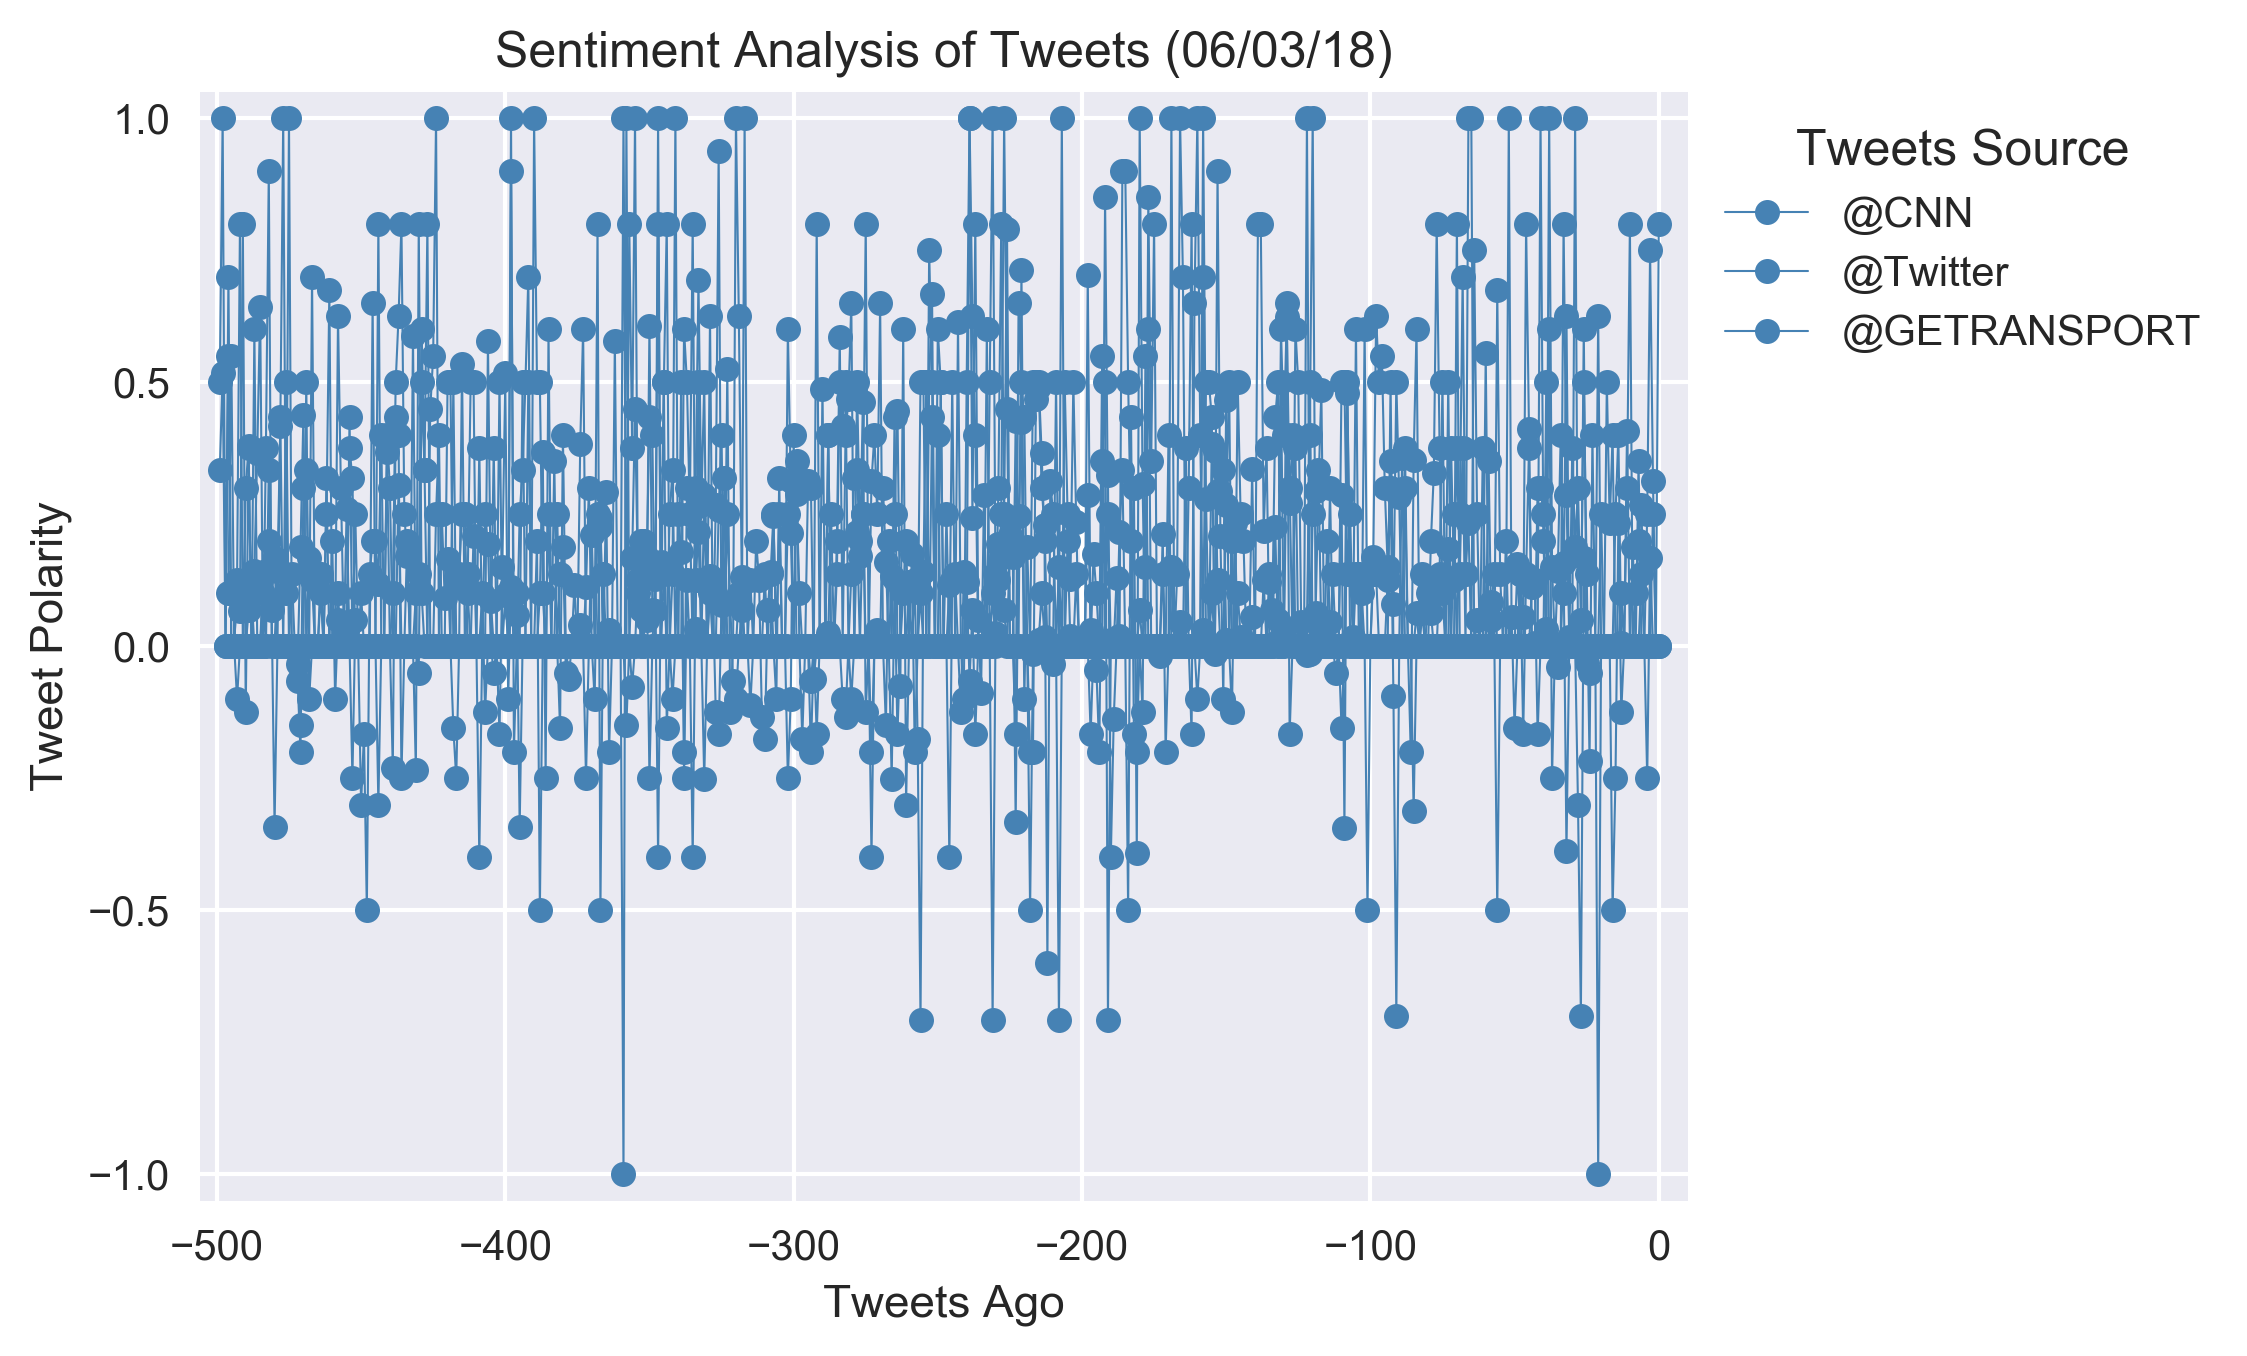 Sentiment Analysis of Tweets (06/03/18)
Tweets Source
@CNN
@Twitter
@GETRANSPORT
Tweet Polarity
1.0
0.5
0.0
−0.5
−1.0
−500 −400 −300 −200 −100 0
Tweets Ago